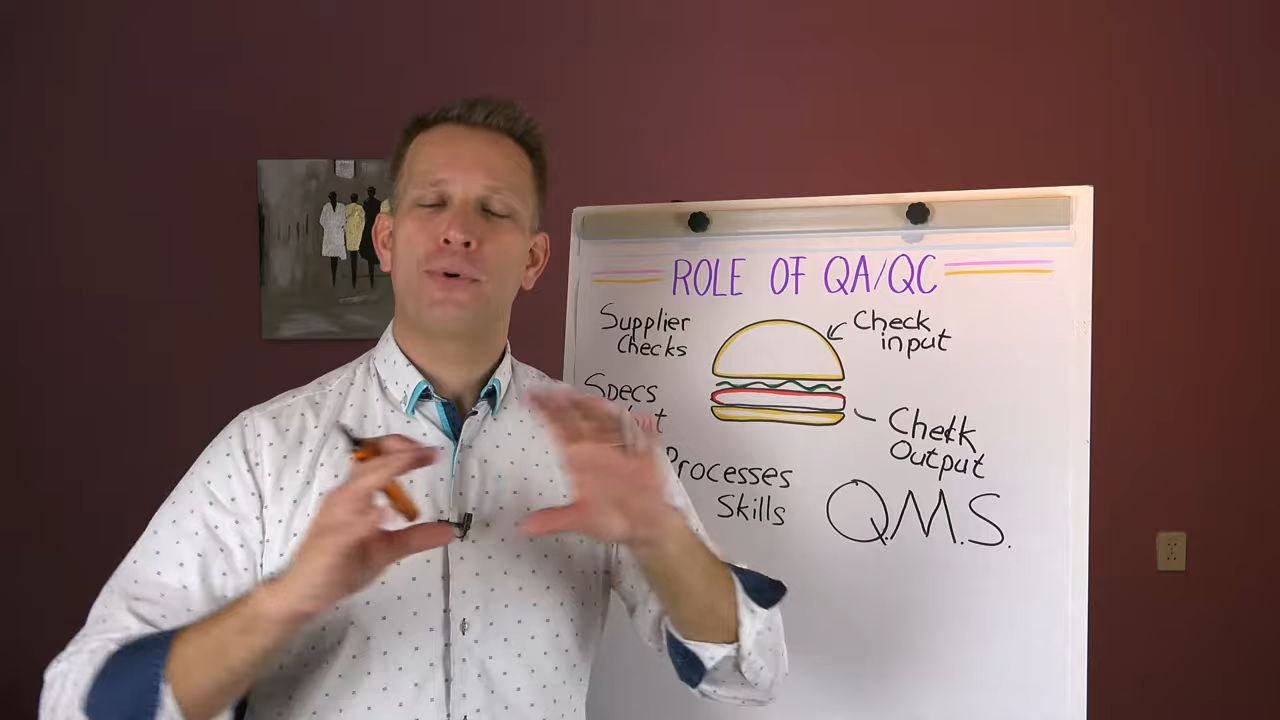 ROLE OF QA/QC
Supplier
Checks
Check
input
Specs
Check
Output
Processes
Skills
Q.M.S.